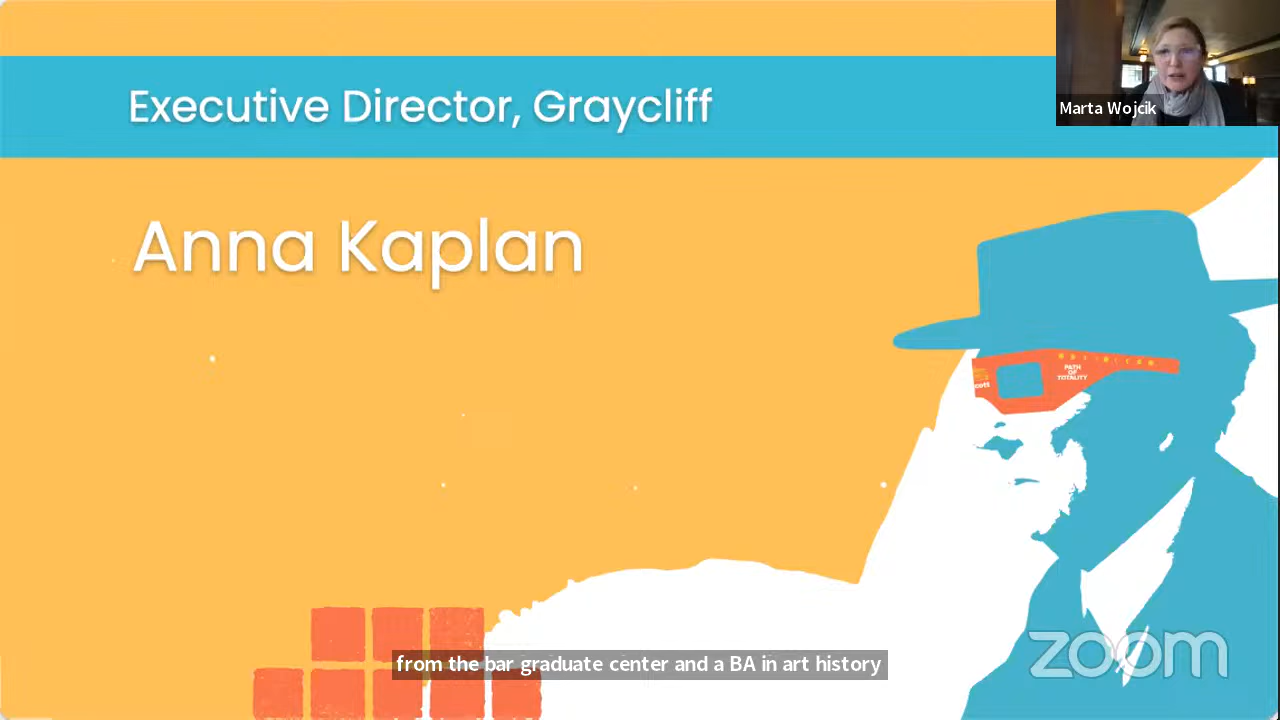 Executive Director, Graycliff
Marta Wojcik
Anna Kaplan
cott
PATH
OF
TOTALITY
from the bar graduate center and a BA in art history
zoom